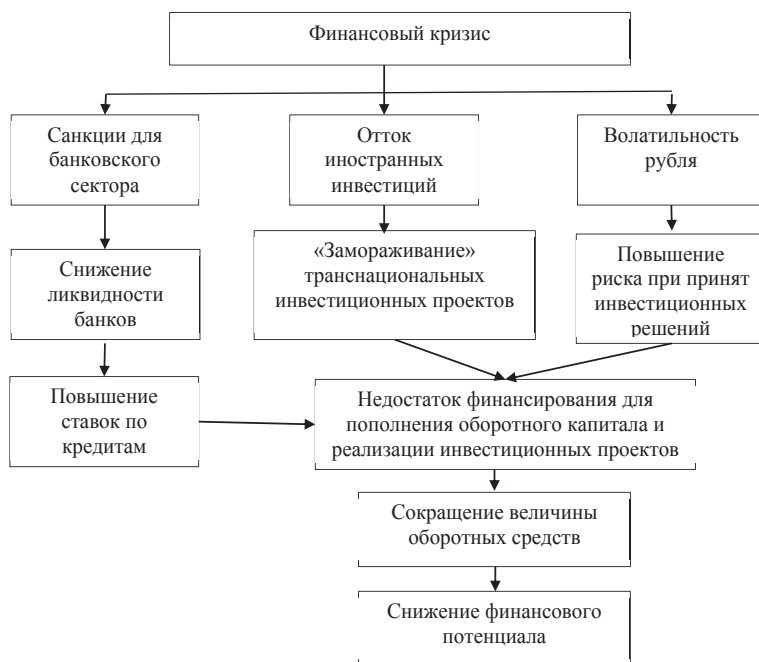 Финансовый кризис
Санкции для
банковского
сектора
Отток
иностранных
инвестиций
Волатильность
рубля
Снижение
ликвидности
банков
«Замораживание»
транснациональных
инвестиционных проектов
Повышение
риска при принят
инвестиционных
решений
Повышение
ставок по
кредитам
Недостаток финансирования для
пополнения оборотного капитала и
реализации инвестиционных проектов
Сокращение величины
оборотных средств
Снижение финансового
потенциала